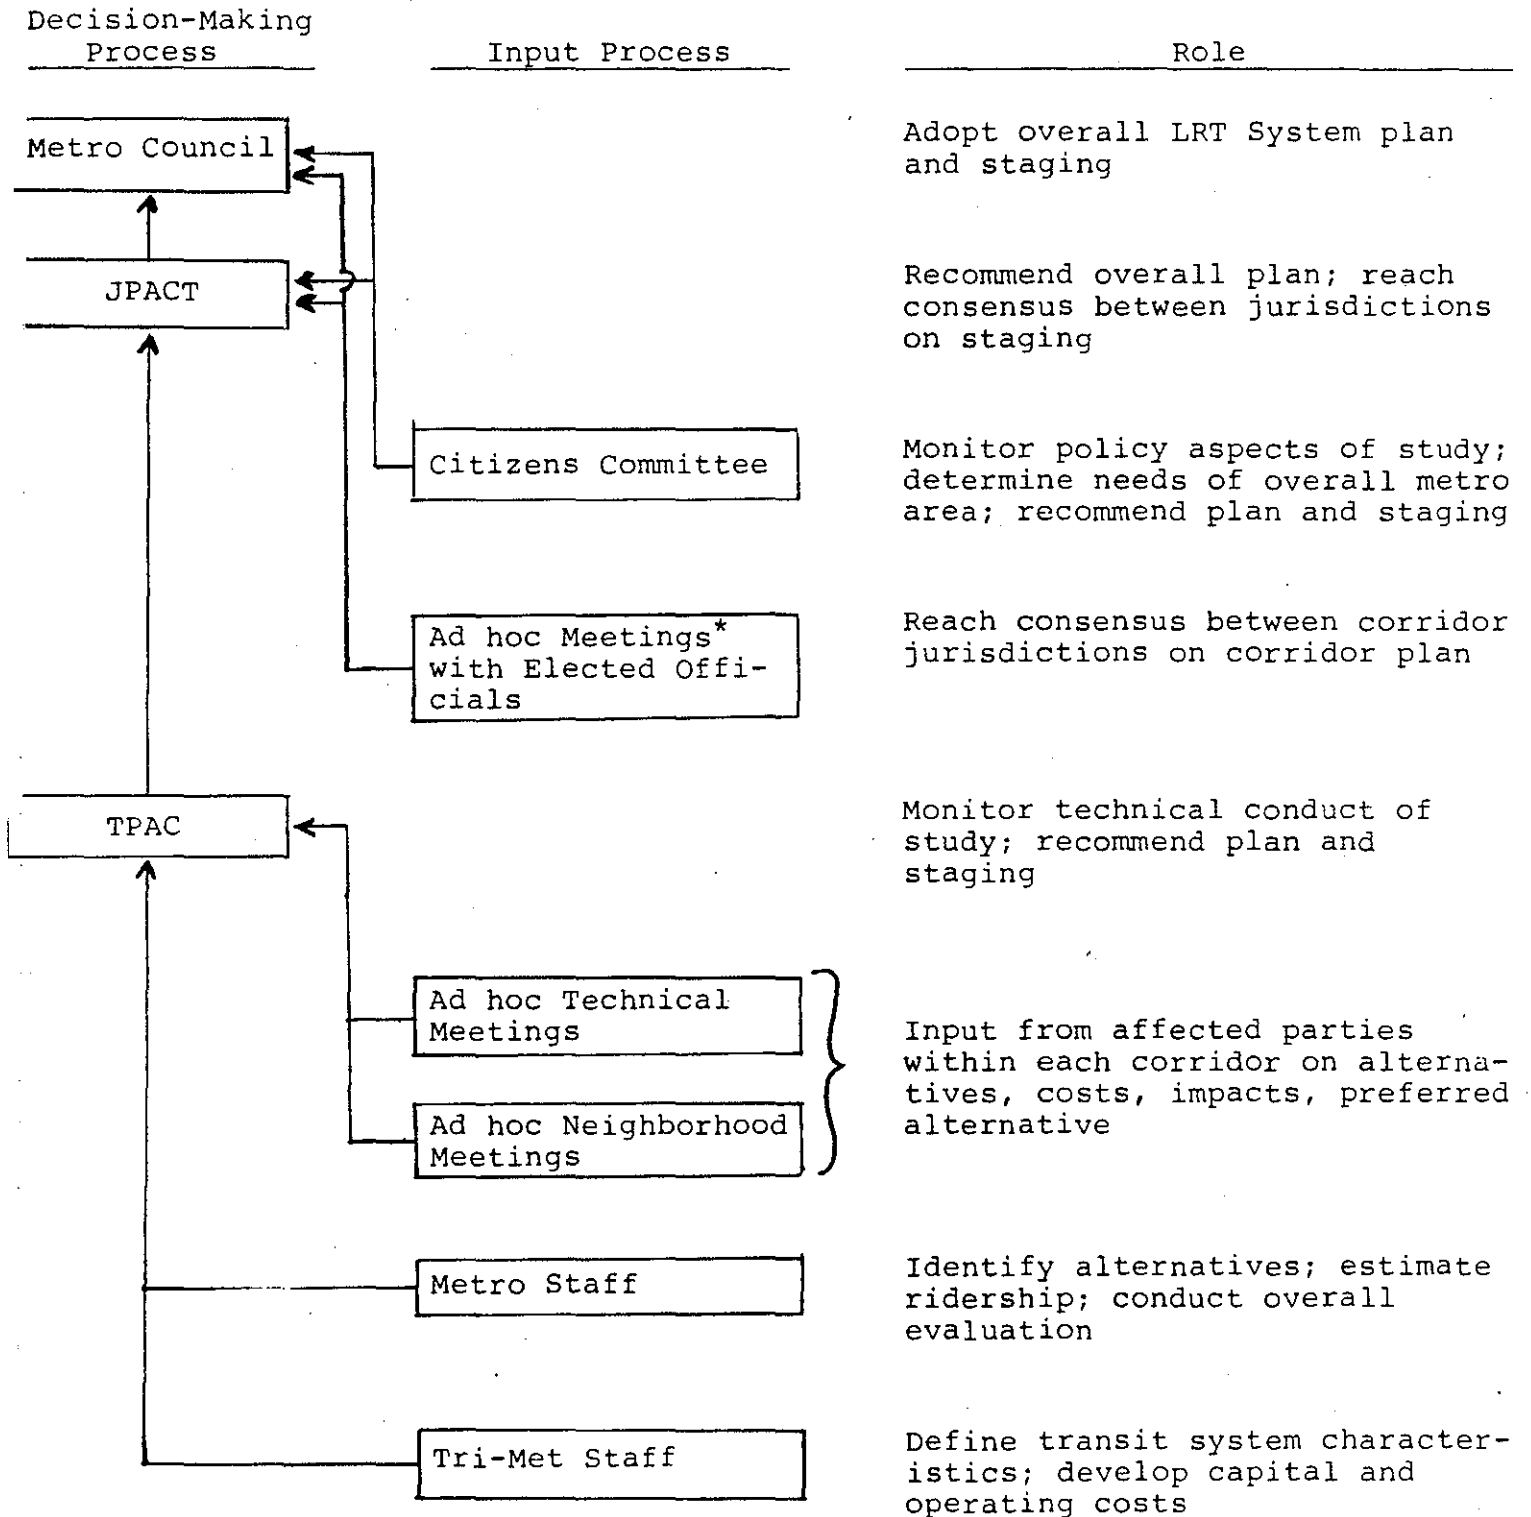 Decision-Making
Process
Input Process
Role
Metro Council
Adopt overall LRT System plan
and staging
JPACT
Recommend overall plan; reach
consensus between jurisdictions
on staging
Citizens Committee
Monitor policy aspects of study;
determine needs of overall metro
area; recommend plan and staging
Ad hoc Meetings*
with Elected Offi-
cials
Reach consensus between corridor
jurisdictions on corridor plan
TPAC
Monitor technical conduct of
study; recommend plan and
staging
Ad hoc Technical
Meetings
Ad hoc Neighborhood
Meetings
Input from affected parties
within each corridor on alterna-
tives, costs, impacts, preferred
alternative
Metro Staff
Identify alternatives; estimate
ridership; conduct overall
evaluation
Tri-Met Staff
Define transit system character-
istics; develop capital and
operating costs